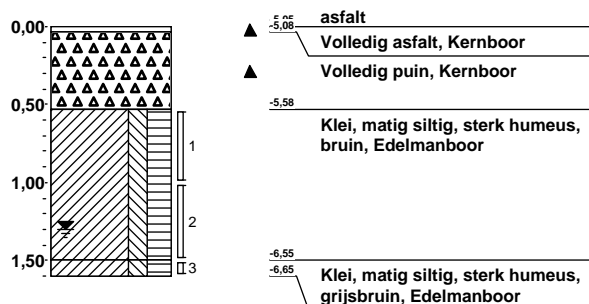 0,00
0,50
1,00
1,50
1
2
3
asfalt
-5,08
Volledig asfalt, Kernboor
Volledig puin, Kernboor
-5,58
Klei, matig siltig, sterk humeus,
bruin, Edelmanboor
-6,55
-6,65
Klei, matig siltig, sterk humeus,
grijsbruin, Edelmanboor